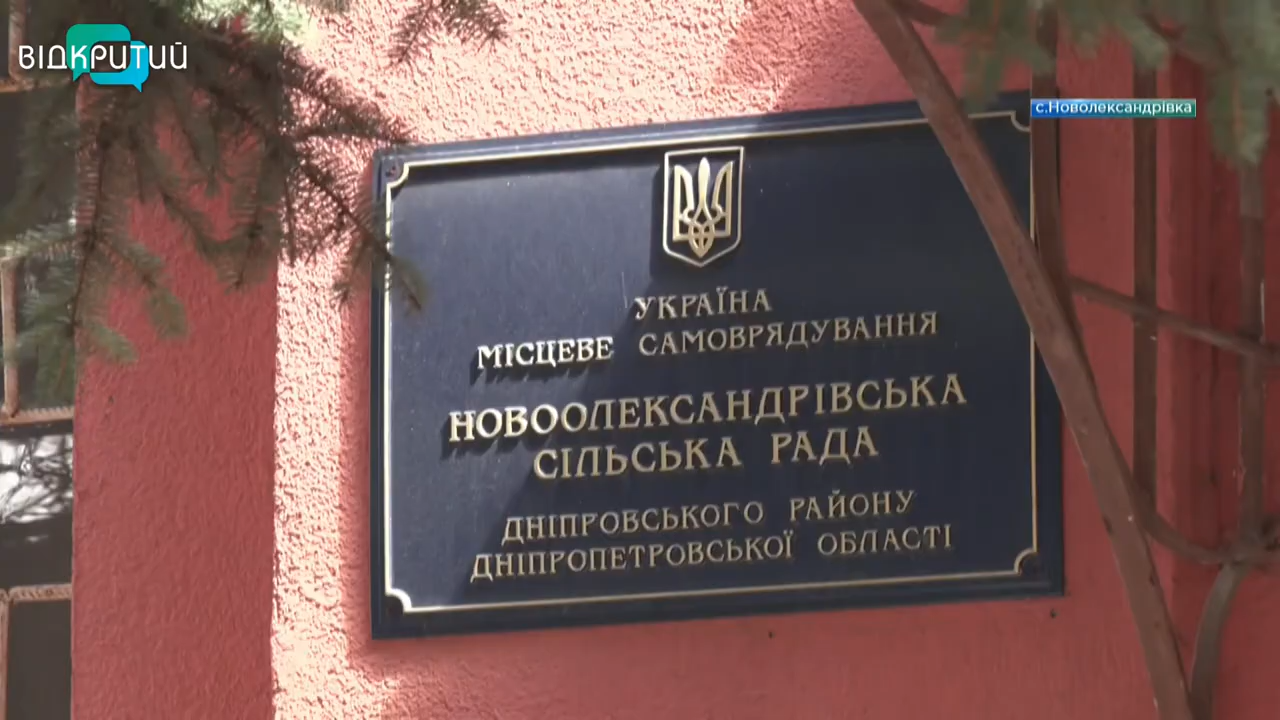 ВІДКРИТИЙ
с.Новолександрівка
УКРАЇНА
МІСЦЕВЕ САМОВРЯДУВАННЯ
НОВООЛЕКСАНДРІВСЬКА
СІЛЬСЬКА РАДА
ДНІПРОВСЬКОГО РАЙОНУ
ДНІПРОПЕТРОВСЬКОЇ ОБЛАСТІ